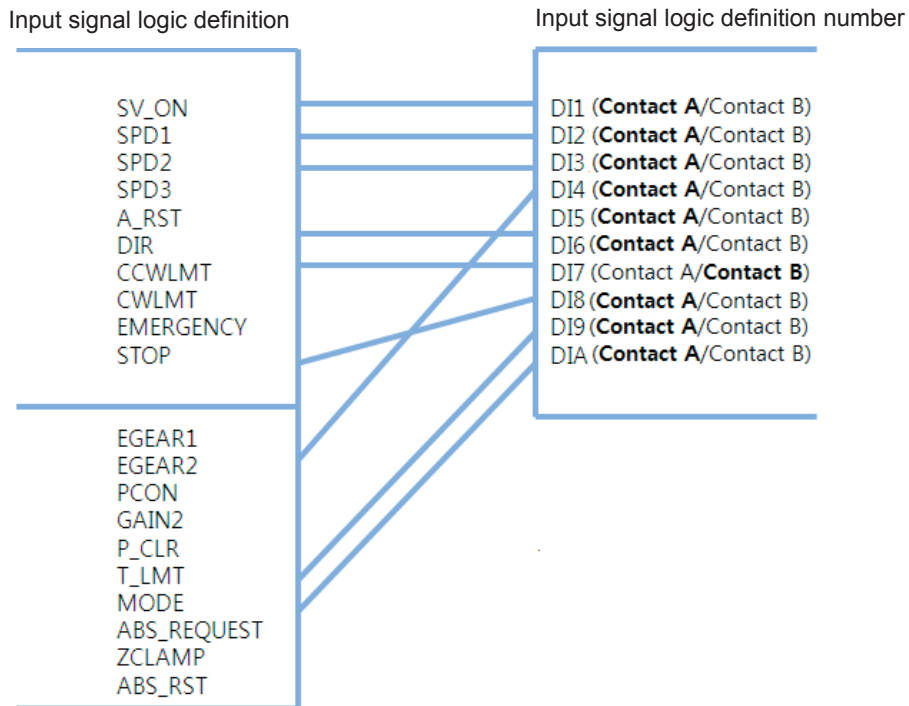 Input signal logic definition
Input signal logic definition number
SV_ON
SPD1
SPD2
SPD3
A_RST
DIR
CCWLMT
CWLMT
EMERGENCY
STOP
EGEAR1
EGEAR2
PCON
GAIN2
P_CLR
T_LMT
MODE
ABS_REQUEST
ZCLAMP
ABS_RST
DI1 (Contact A/Contact B)
DI2 (Contact A/Contact B)
DI3 (Contact A/Contact B)
DI4 (Contact A/Contact B)
DI5 (Contact A/Contact B)
DI6 (Contact A/Contact B)
DI7 (Contact A/Contact B)
DI8 (Contact A/Contact B)
DI9 (Contact A/Contact B)
DIA (Contact A/Contact B)